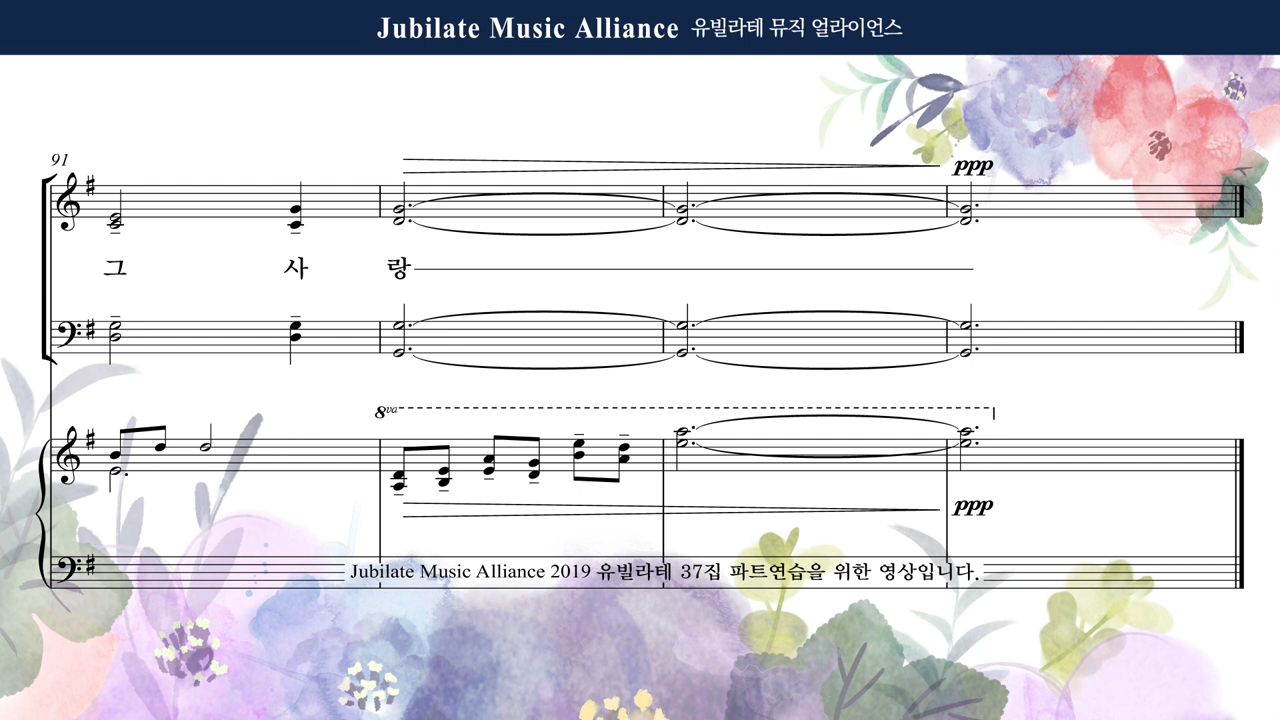 Jubilate Music Alliance 유빌라테 뮤직 얼라이언스
91
ppp
그 사 랑
8va
ppp
Jubilate Music Alliance 2019 유빌라테 37집 파트연습을 위한 영상입니다.